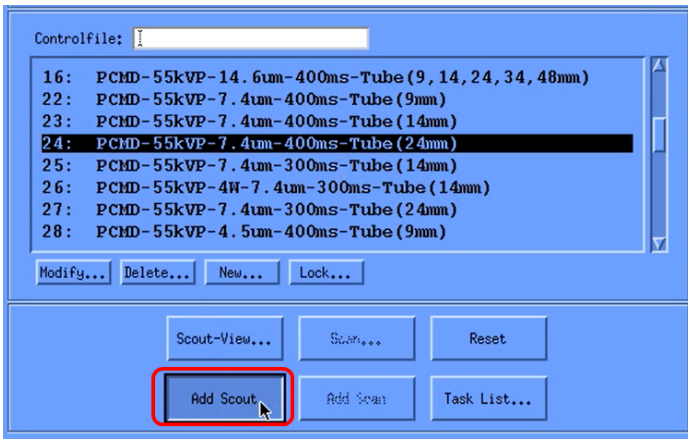 Controlfile:
16: PCMD-55kVP-14.6um-400ms-Tube(9,14,24,34,48mm)
22: PCMD-55kVP-7.4um-400ms-Tube(9mm)
23: PCMD-55kVP-7.4um-400ms-Tube(14mm)
24: PCMD-55kVP-7.4um-400ms-Tube(24mm)
25: PCMD-55kVP-7.4um-300ms-Tube(14mm)
26: PCMD-55kVP-4W-7.4um-300ms-Tube(14mm)
27: PCMD-55kVP-7.4um-300ms-Tube(24mm)
28: PCMD-55kVP-4.5um-400ms-Tube(9mm)
Modify... Delete... New... Lock...
Scout-View... Scan... Reset
Add Scout Add Scan Task List...